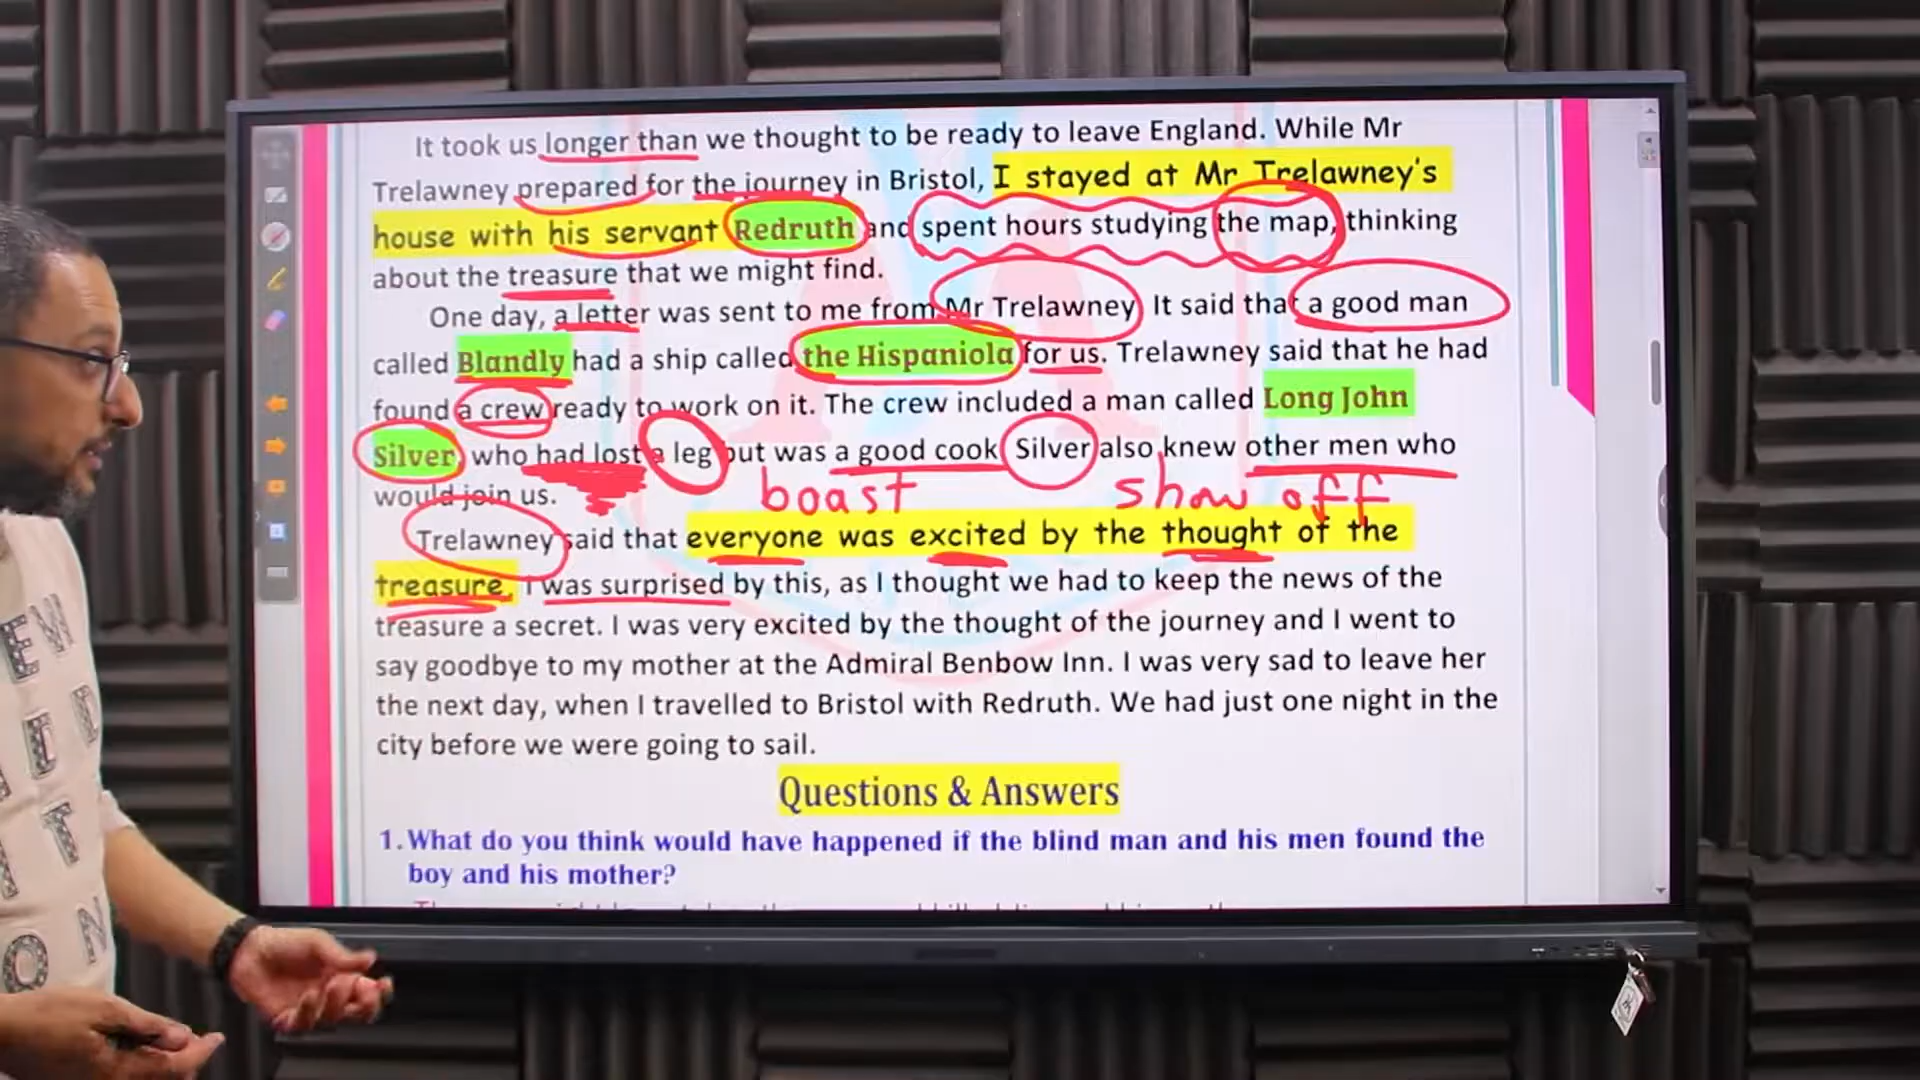 It took us longer than we thought to be ready to leave England. While Mr
Trelawney prepared for the journey in Bristol, I stayed at Mr Trelawney's
house with his servant Redruth and spent hours studying the map, thinking
about the treasure that we might find.
One day, a letter was sent to me from Mr Trelawney. It said that a good man
called Blandly had a ship called the Hispaniola for us. Trelawney said that he had
found a crew ready to work on it. The crew included a man called Long John
Silver, who had lost a leg but was a good cook. Silver also knew other men who
would join us.
boast show off
Trelawney said that everyone was excited by the thought of the
treasure. I was surprised by this, as I thought we had to keep the news of the
treasure a secret. I was very excited by the thought of the journey and I went to
say goodbye to my mother at the Admiral Benbow Inn. I was very sad to leave her
the next day, when I travelled to Bristol with Redruth. We had just one night in the
city before we were going to sail.
Questions & Answers
1. What do you think would have happened if the blind man and his men found the
boy and his mother?